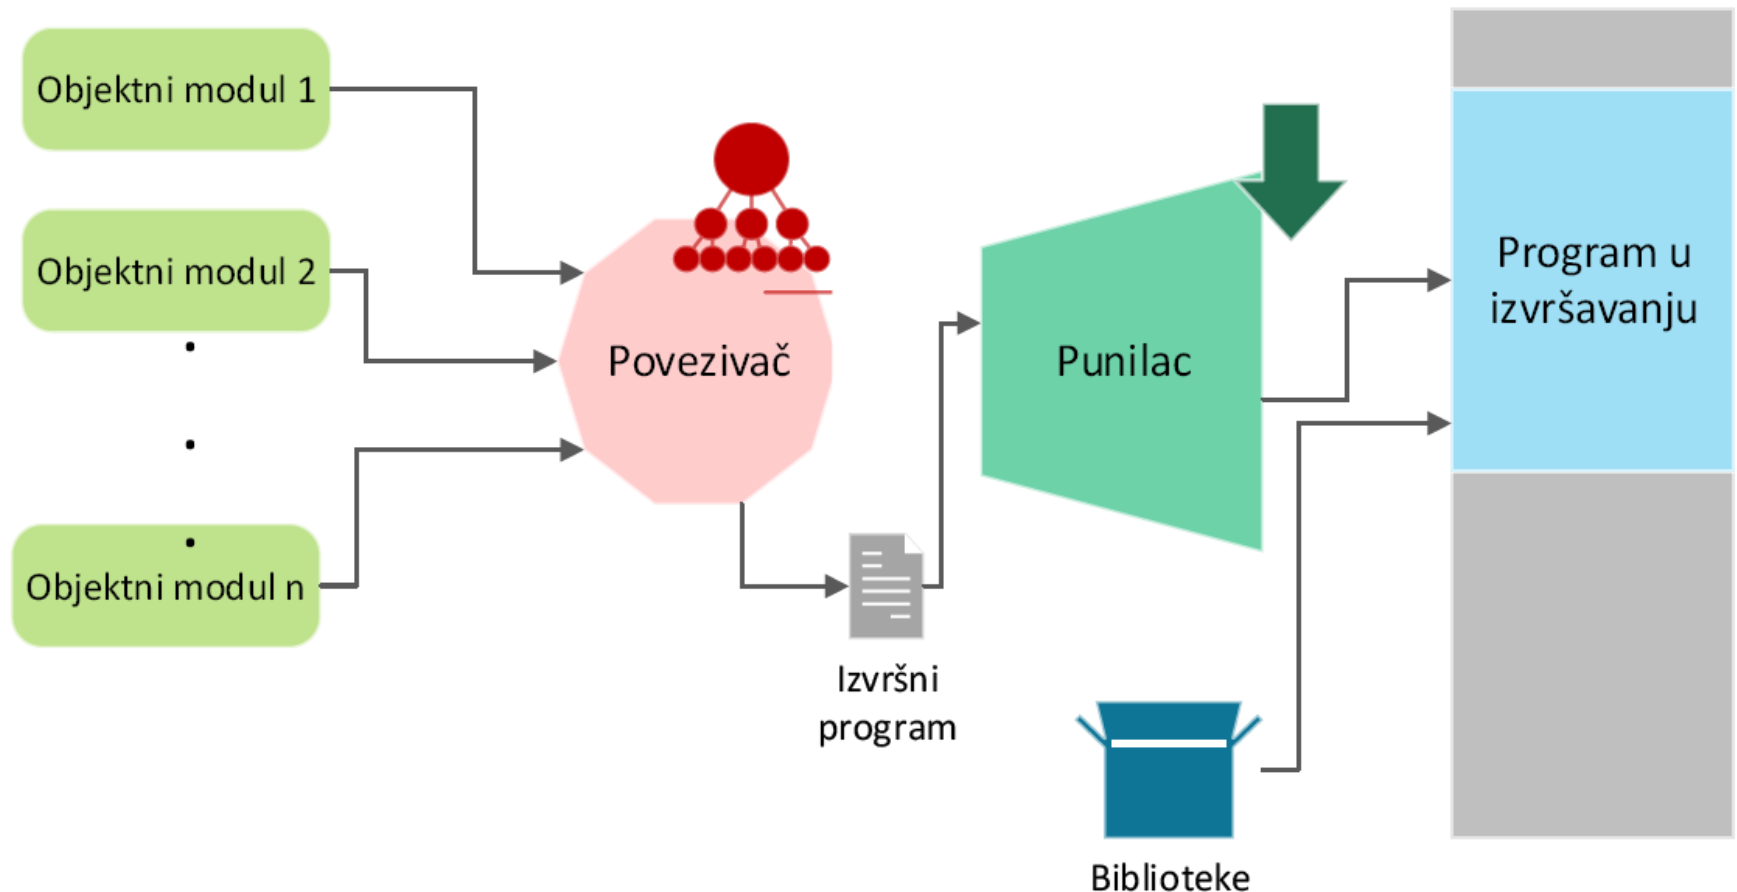 Objektni modul 1
Objektni modul 2
Objektni modul n
Povezivač
Izvršni
program
Punilac
Biblioteke
Program u
izvršavanju